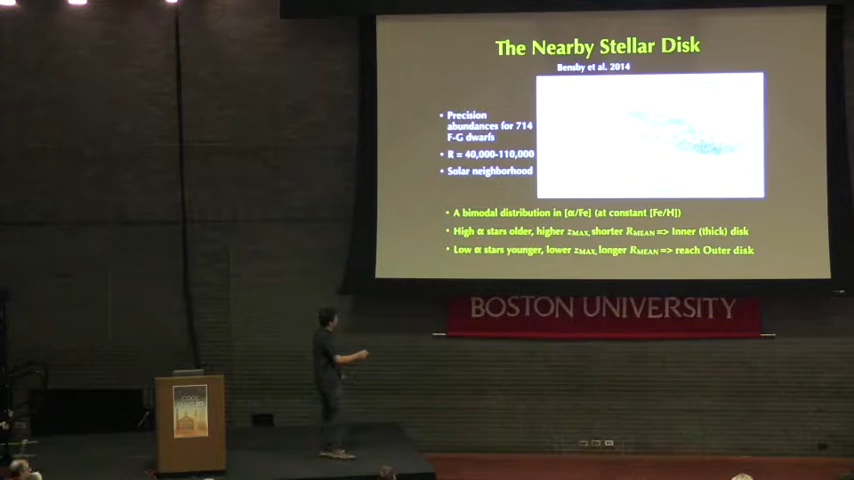 The Nearby Stellar Disk
Bensby et al. 2014
• Precision
abundances for 714
F-G dwarfs
• R = 40,000-110,000
• Solar neighborhood
• A bimodal distribution in [α/Fe] (at constant [Fe/H])
• High α stars older, higher zMAX, shorter RMEAN => Inner (thick) disk
• Low α stars younger, lower zMAX, longer RMEAN => reach Outer disk
BOSTON UNIVERSITY